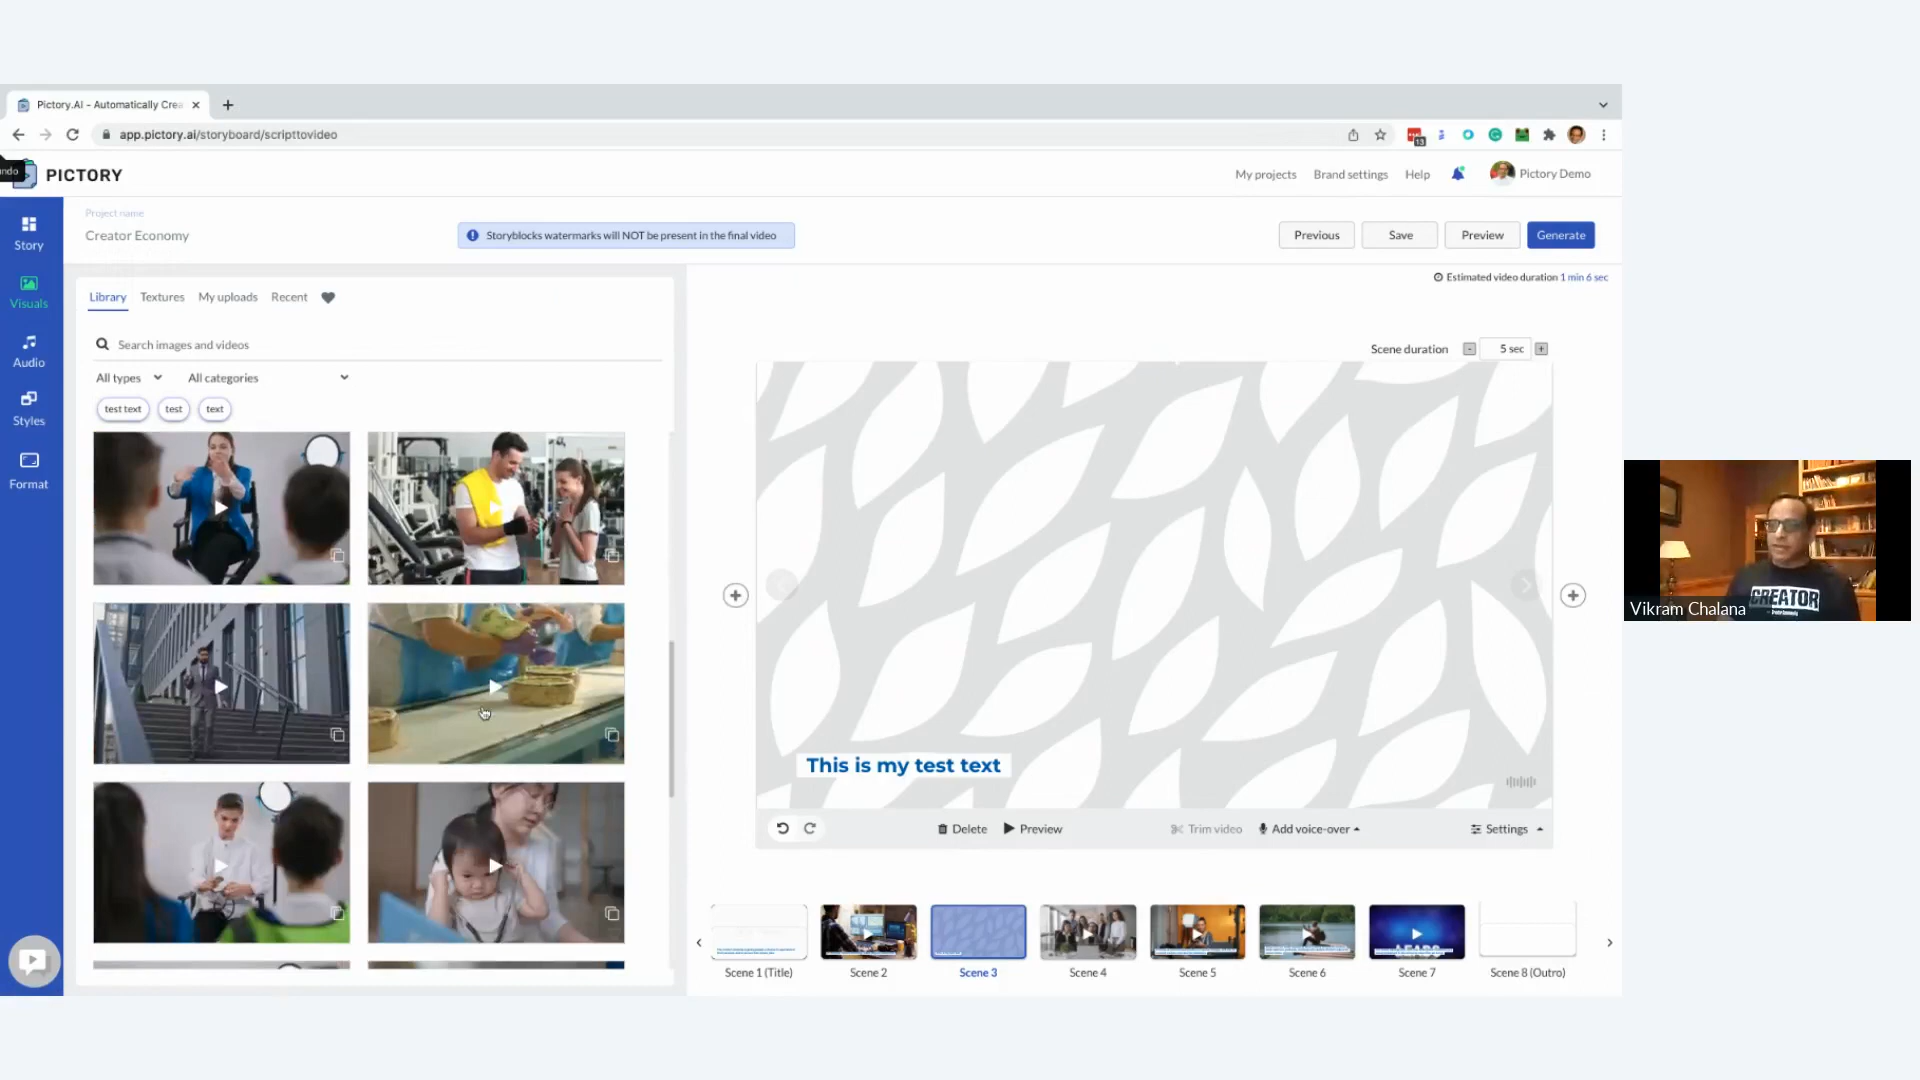 Pictory.AI - Automatically Crea
app.pictory.ai/storyboard/scripttovideo
13
ndo
PICTORY
My projects
Brand settings
Help
Pictory Demo
Story
Visuals
Audio
Styles
Format
Project name
Creator Economy
Storyblocks watermarks will NOT be present in the final video
Previous
Save
Preview
Generate
Estimated video duration 1 min 6 sec
Library
Textures
My uploads
Recent
Search images and videos
All types
All categories
test text
test
text
Scene duration
5 sec
This is my test text
Delete
Preview
Trim video
Add voice-over
Settings
Scene 1 (Title)
Scene 2
Scene 3
Scene 4
Scene 5
Scene 6
Scene 7
Scene 8 (Outro)
CREATOR
Vikram Chalana